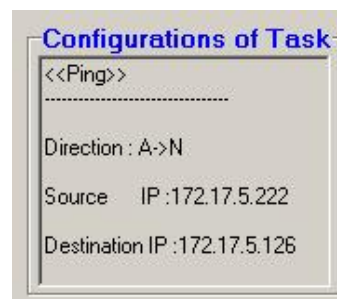 Configurations of Task
<<Ping>>
--------------------------------
Direction : A->N
Source IP :172.17.5.222
Destination IP :172.17.5.126